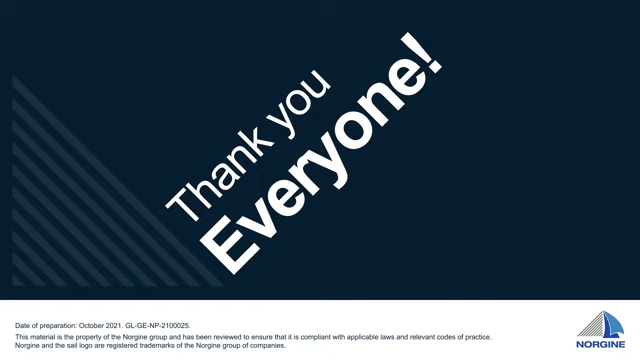 Thank you
Everyone!
Date of preparation: October 2021. GL-GE-NP-2100025.
This material is the property of the Norgine group and has been reviewed to ensure that it is compliant with applicable laws and relevant codes of practice.
Norgine and the sail logo are registered trademarks of the Norgine group of companies.
NORGINE